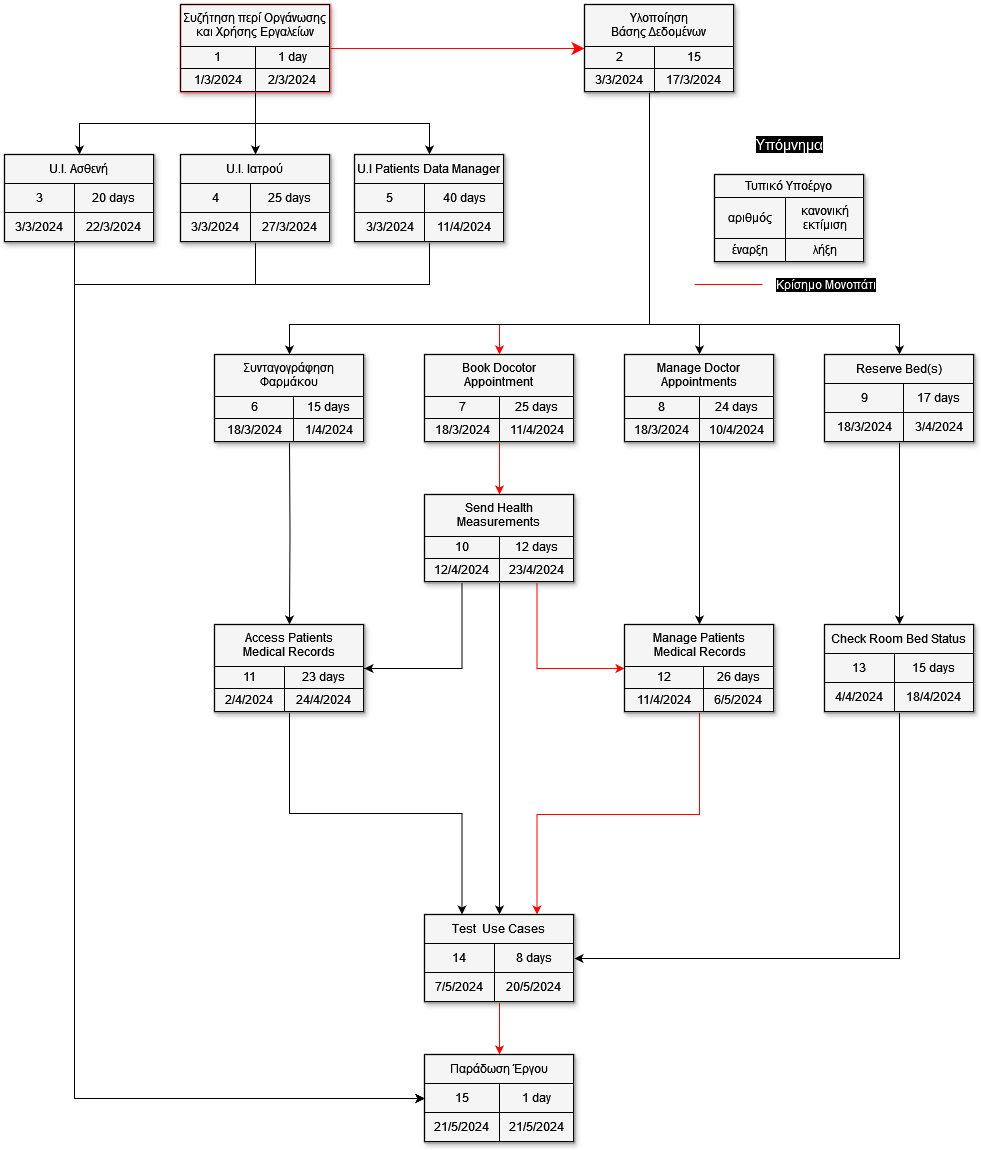 Συζήτηση περί Οργάνωσης
και Χρήσης Εργαλείων
1
1 day
1/3/2024
2/3/2024
Υλοποίηση
Βάσης Δεδομένων
2
15
3/3/2024
17/3/2024
U.I. Ασθενή
3
20 days
3/3/2024
22/3/2024
U.I. Ιατρού
4
25 days
3/3/2024
27/3/2024
U.I Patients Data Manager
5
40 days
3/3/2024
11/4/2024
Υπόμνημα
Τυπικό Υποέργο
αριθμός
κανονική
εκτίμιση
έναρξη
λήξη
Κρίσημο Μονοπάτι
Συνταγογράφηση
Φαρμάκου
6
15 days
18/3/2024
1/4/2024
Book Docotor
Appointment
7
25 days
18/3/2024
11/4/2024
Manage Doctor
Appointments
8
24 days
18/3/2024
10/4/2024
Reserve Bed(s)
9
17 days
18/3/2024
3/4/2024
Send Health
Measurements
10
12 days
12/4/2024
23/4/2024
Access Patients
Medical Records
11
23 days
2/4/2024
24/4/2024
Manage Patients
Medical Records
12
26 days
11/4/2024
6/5/2024
Check Room Bed Status
13
15 days
4/4/2024
18/4/2024
Test Use Cases
14
8 days
7/5/2024
20/5/2024
Παράδωση Έργου
15
1 day
21/5/2024
21/5/2024